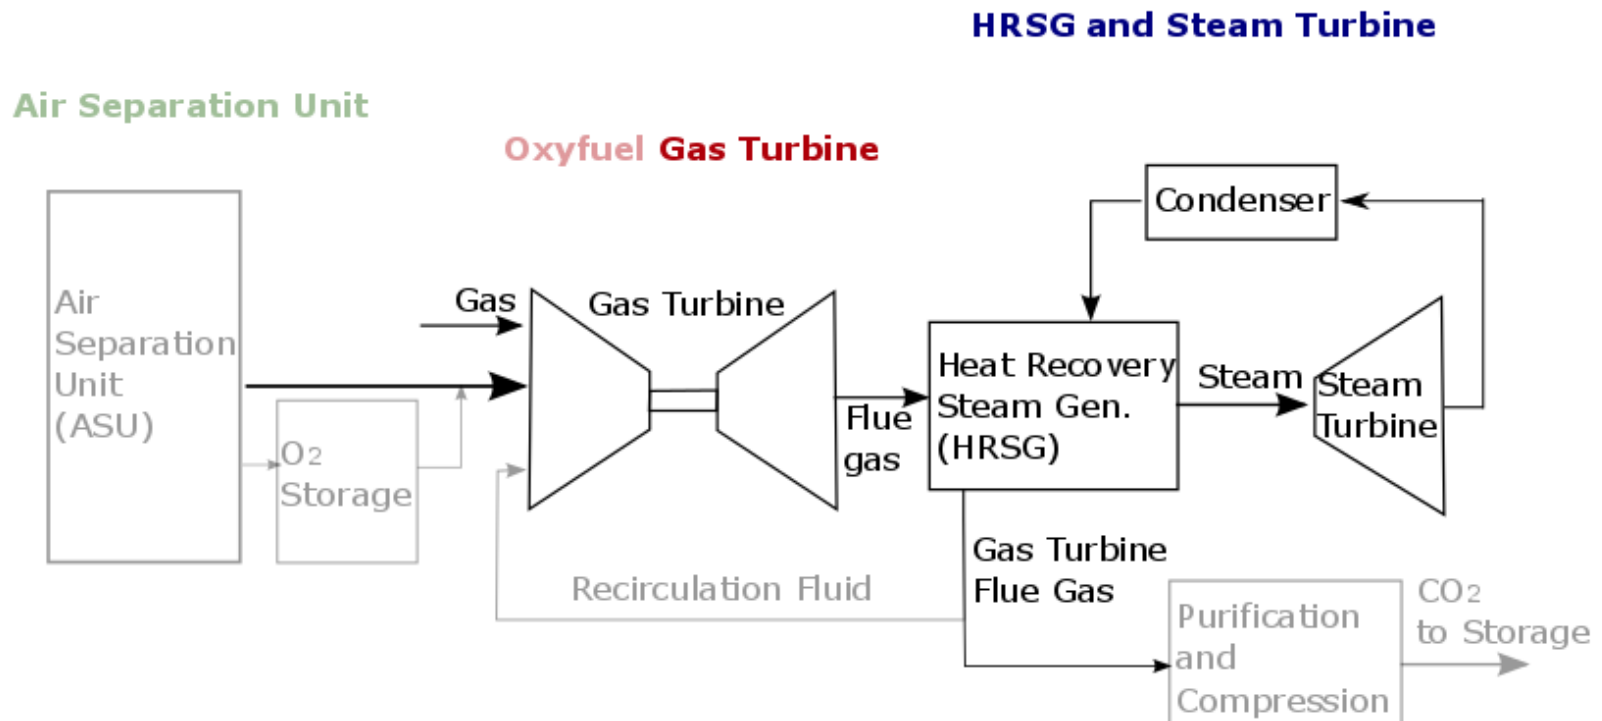 HRSG and Steam Turbine
Air Separation Unit
Oxyfuel Gas Turbine
Condenser
Air
Separation
Unit
(ASU)
O2
Storage
Gas
Gas Turbine
Flue
gas
Heat Recovery
Steam Gen.
(HRSG)
Steam
Steam
Turbine
Gas Turbine
Flue Gas
Recirculation Fluid
Purification
and
Compression
CO2
to Storage